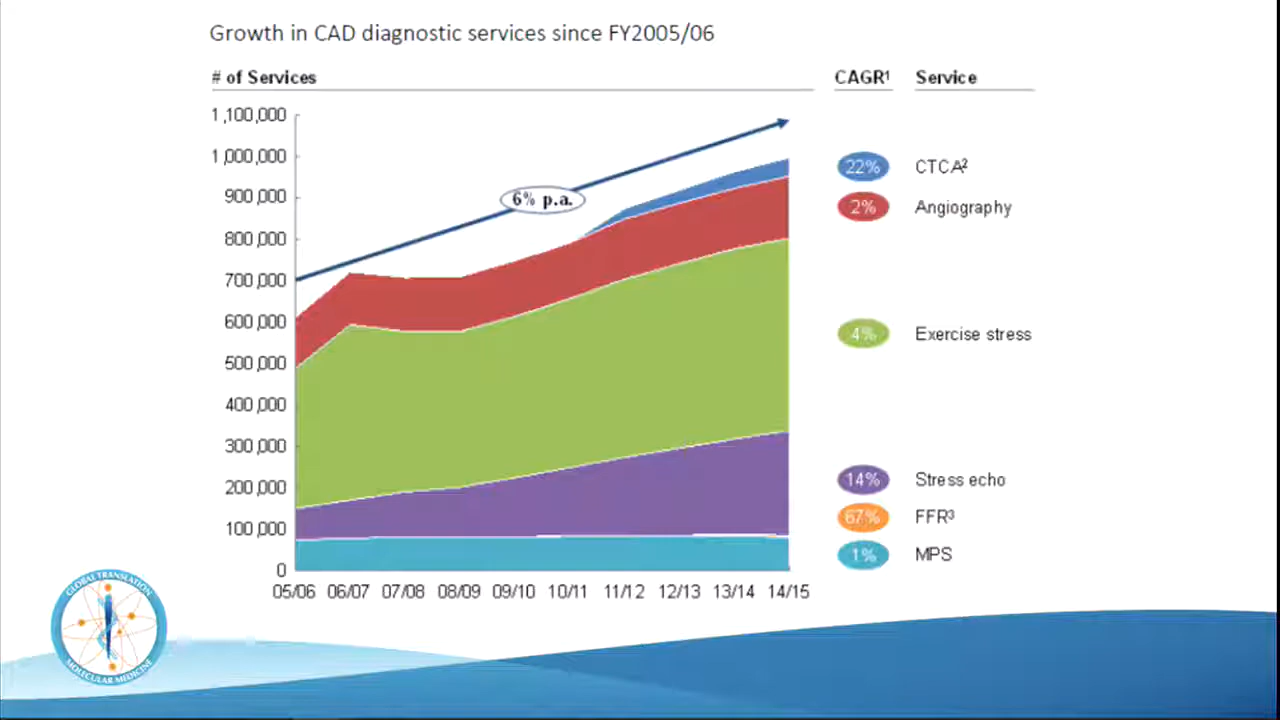 Growth in CAD diagnostic services since FY2005/06
# of Services
CAGR¹ Service
1,100,000
1,000,000
900,000
800,000
700,000
600,000
500,000
400,000
300,000
200,000
100,000
0
6% p.a.
22% CTCA²
2% Angiography
4% Exercise stress
14% Stress echo
67% FFR³
1% MPS
05/06 06/07 07/08 08/09 09/10 10/11 11/12 12/13 13/14 14/15
GLOBAL TRANSLATION
MOLECULAR MEDICINE